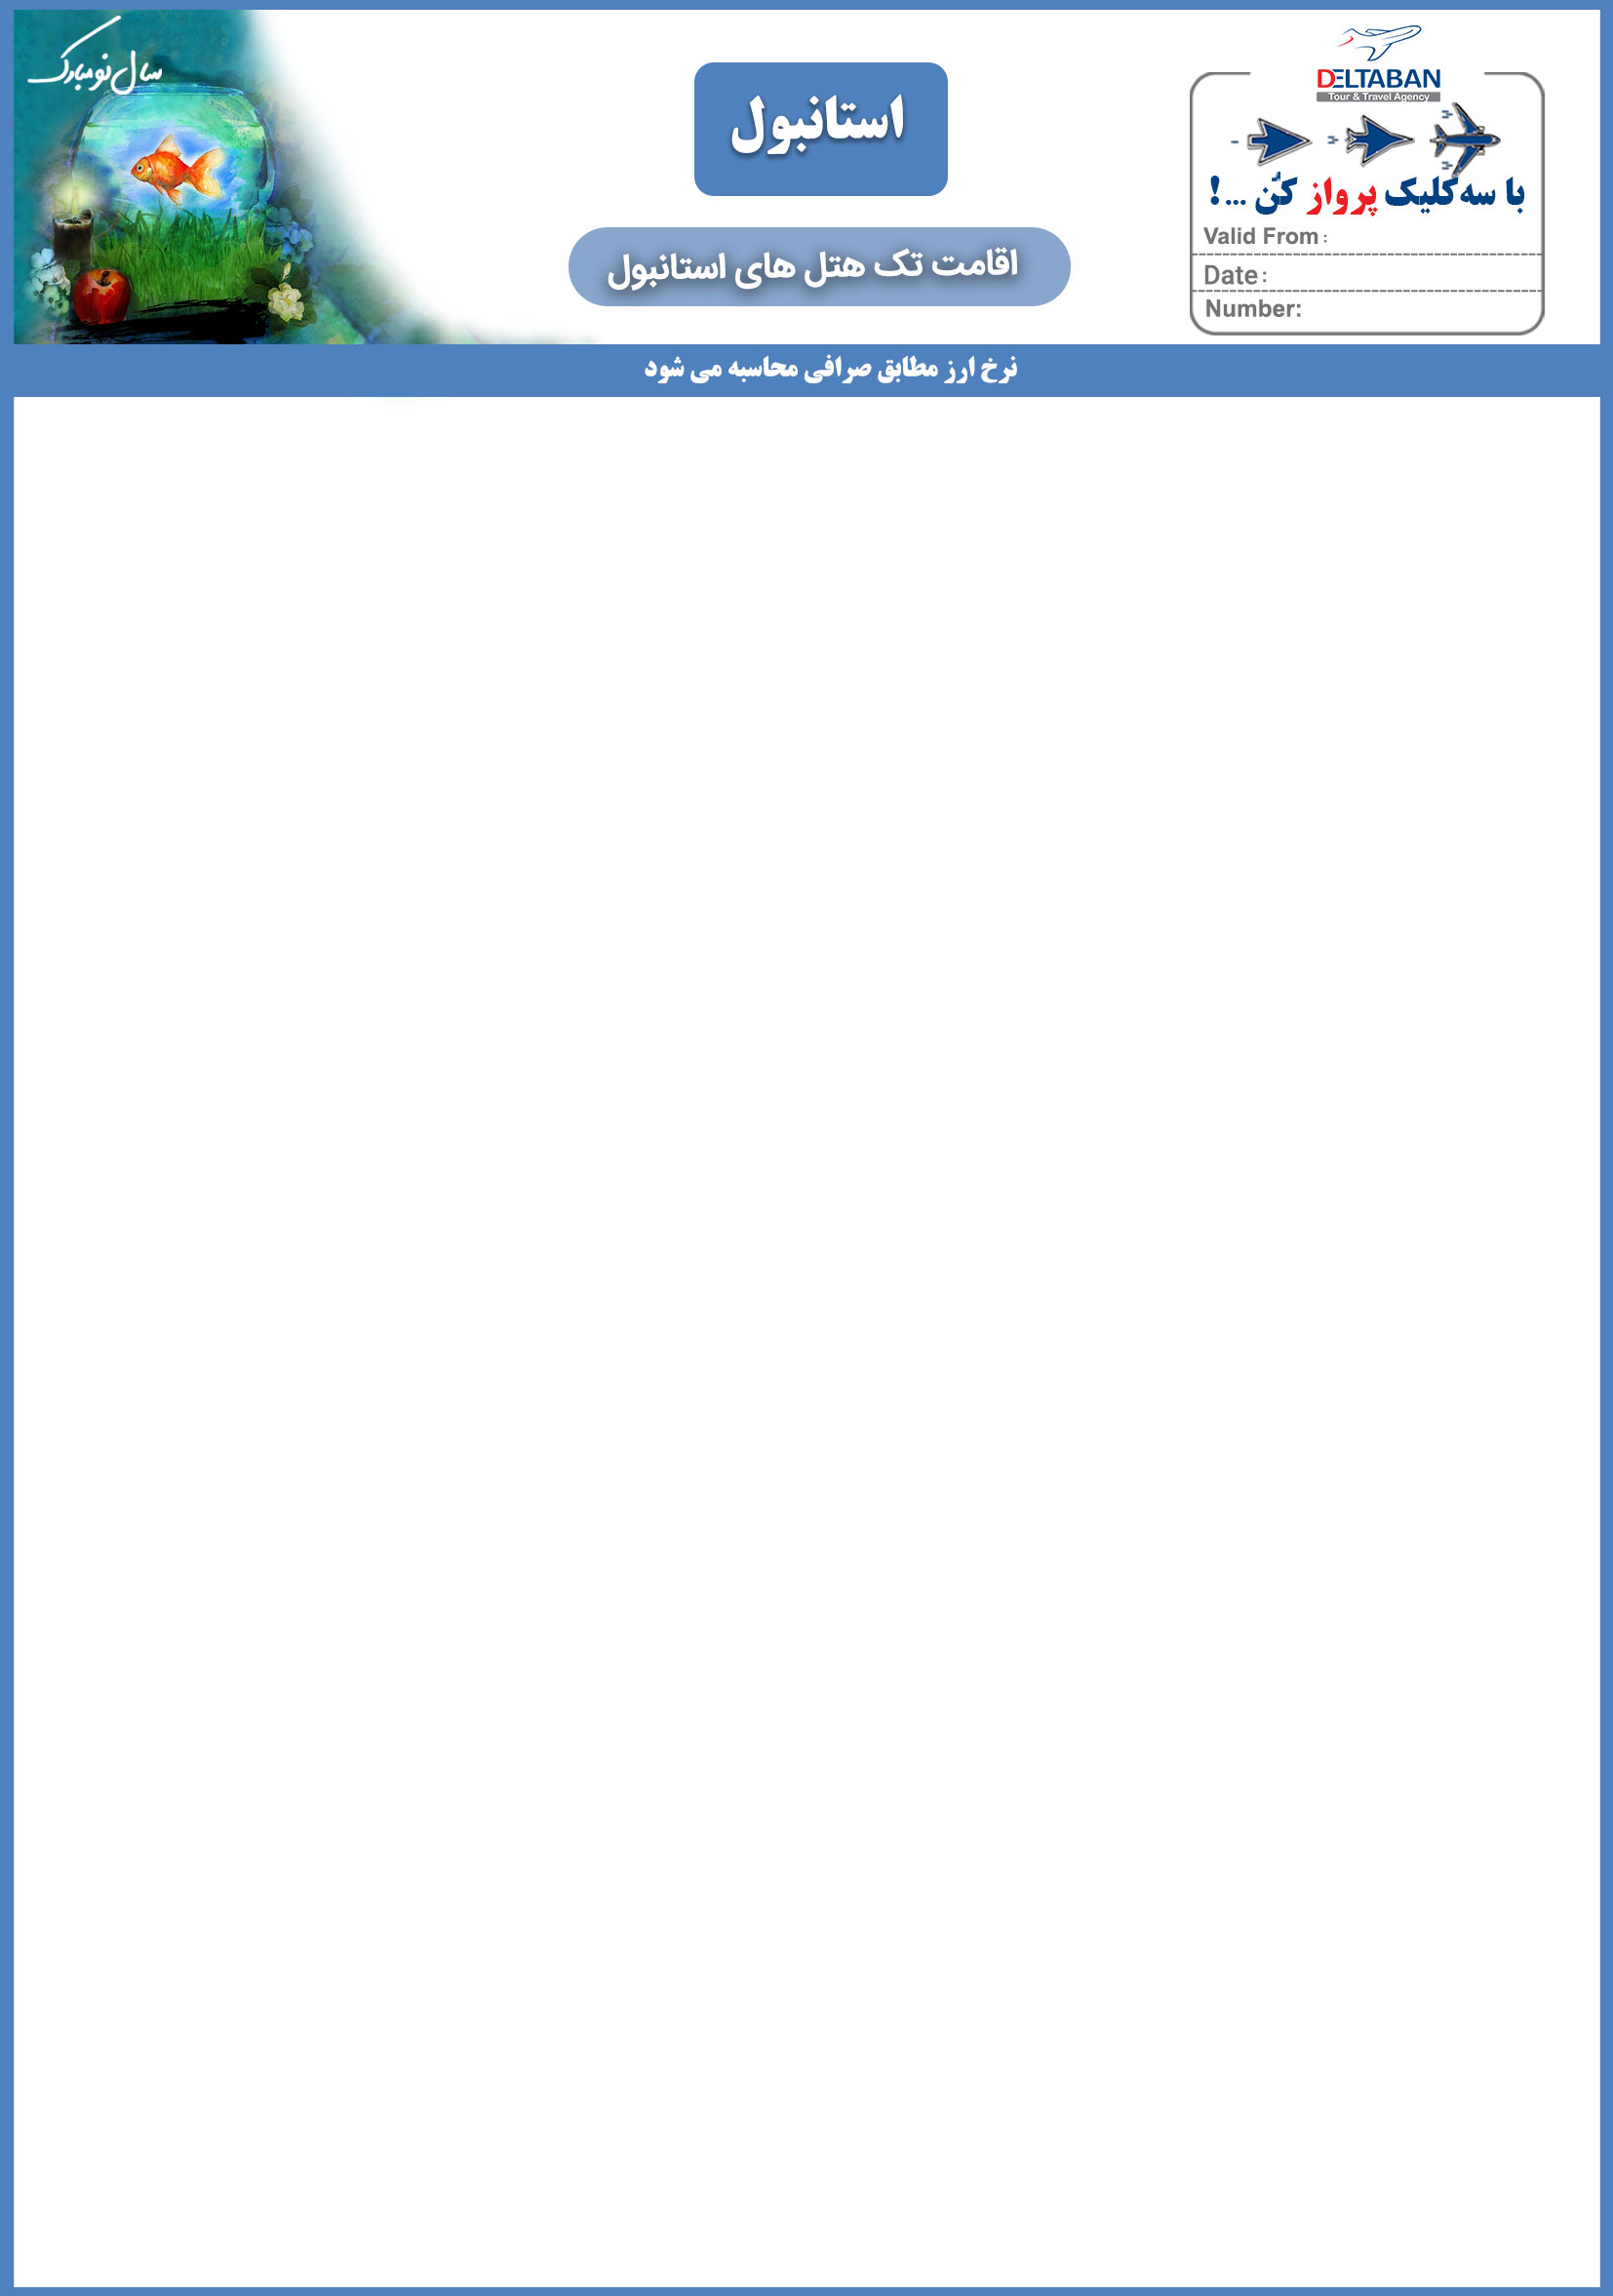 سال نو مبارک
استانبول
اقامت تک هتل های استانبول
DELTABAN
Tour & Travel Agency
با سه‌کلیک پرواز کُن ...!
Valid From :
Date :
Number:
نرخ ارز مطابق صرافی محاسبه می شود